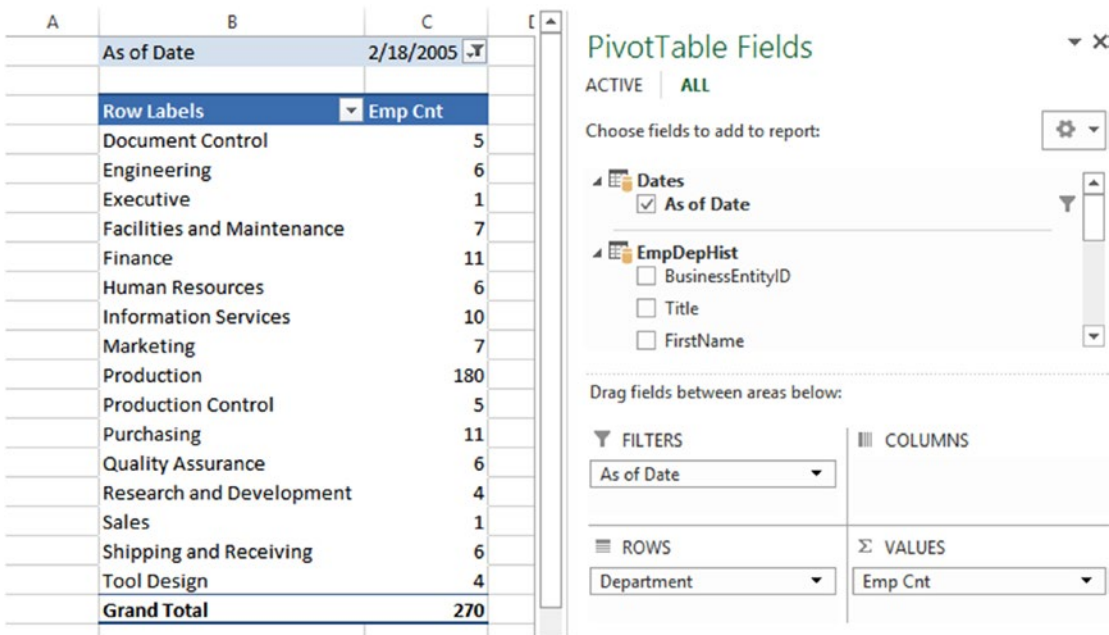 A B C
As of Date 2/18/2005
Row Labels Emp Cnt
Document Control 5
Engineering 6
Executive 1
Facilities and Maintenance 7
Finance 11
Human Resources 6
Information Services 10
Marketing 7
Production 180
Production Control 5
Purchasing 11
Quality Assurance 6
Research and Development 4
Sales 1
Shipping and Receiving 6
Tool Design 4
Grand Total 270
PivotTable Fields
ACTIVE ALL
Choose fields to add to report:
Dates
As of Date
EmpDepHist
BusinessEntityID
Title
FirstName
Drag fields between areas below:
FILTERS COLUMNS
As of Date
ROWS Σ VALUES
Department Emp Cnt